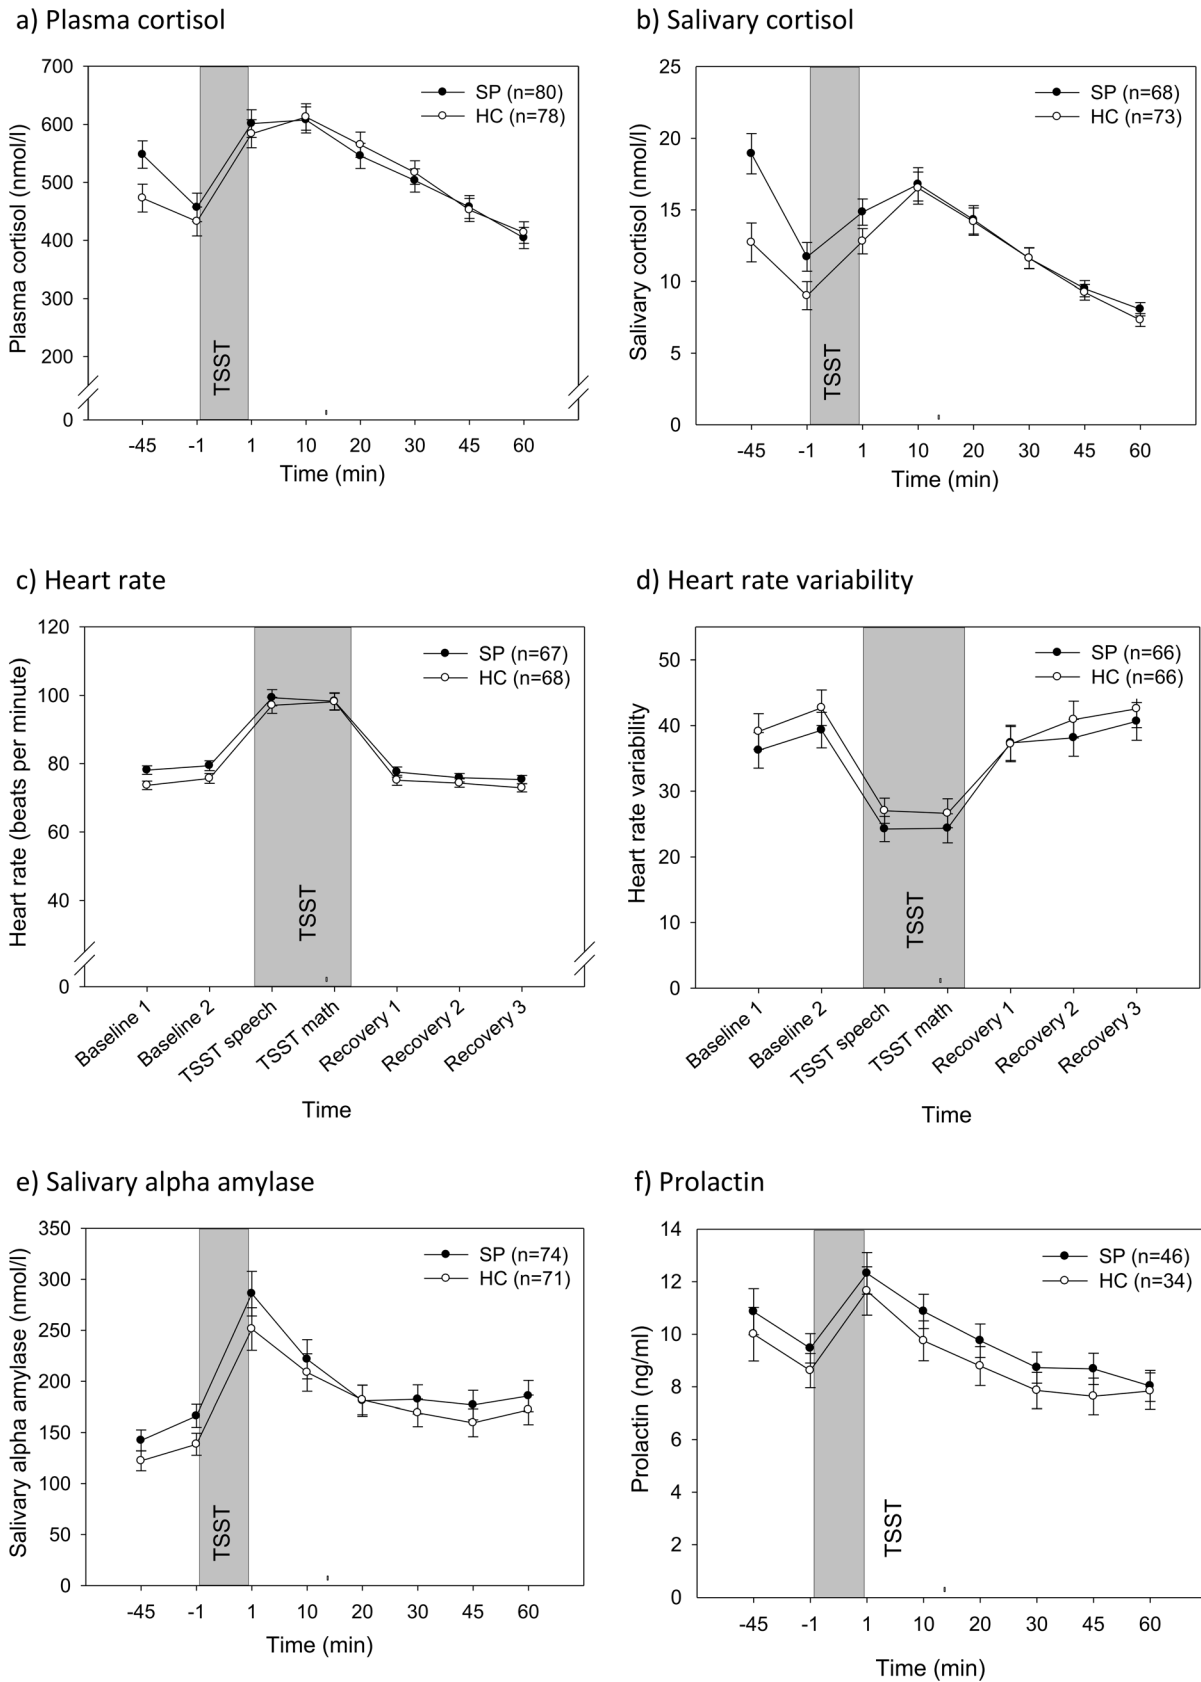 a) Plasma cortisol
700
600
500
400
300
200
0
Plasma cortisol (nmol/l)
SP (n=80)
HC (n=78)
TSST
-45 -1 1 10 20 30 45 60
Time (min)
b) Salivary cortisol
25
20
15
10
5
0
Salivary cortisol (nmol/l)
SP (n=68)
HC (n=73)
TSST
-45 -1 1 10 20 30 45 60
Time (min)
c) Heart rate
120
100
80
60
40
0
Heart rate (beats per minute)
SP (n=67)
HC (n=68)
TSST
Baseline 1
Baseline 2
TSST speech
TSST math
Recovery 1
Recovery 2
Recovery 3
Time
d) Heart rate variability
50
40
30
20
10
0
Heart rate variability
SP (n=66)
HC (n=66)
TSST
Baseline 1
Baseline 2
TSST speech
TSST math
Recovery 1
Recovery 2
Recovery 3
Time
e) Salivary alpha amylase
350
300
250
200
150
100
50
0
Salivary alpha amylase (nmol/l)
SP (n=74)
HC (n=71)
TSST
-45 -1 1 10 20 30 45 60
Time (min)
f) Prolactin
14
12
10
8
6
4
2
0
Prolactin (ng/ml)
SP (n=46)
HC (n=34)
TSST
-45 -1 1 10 20 30 45 60
Time (min)